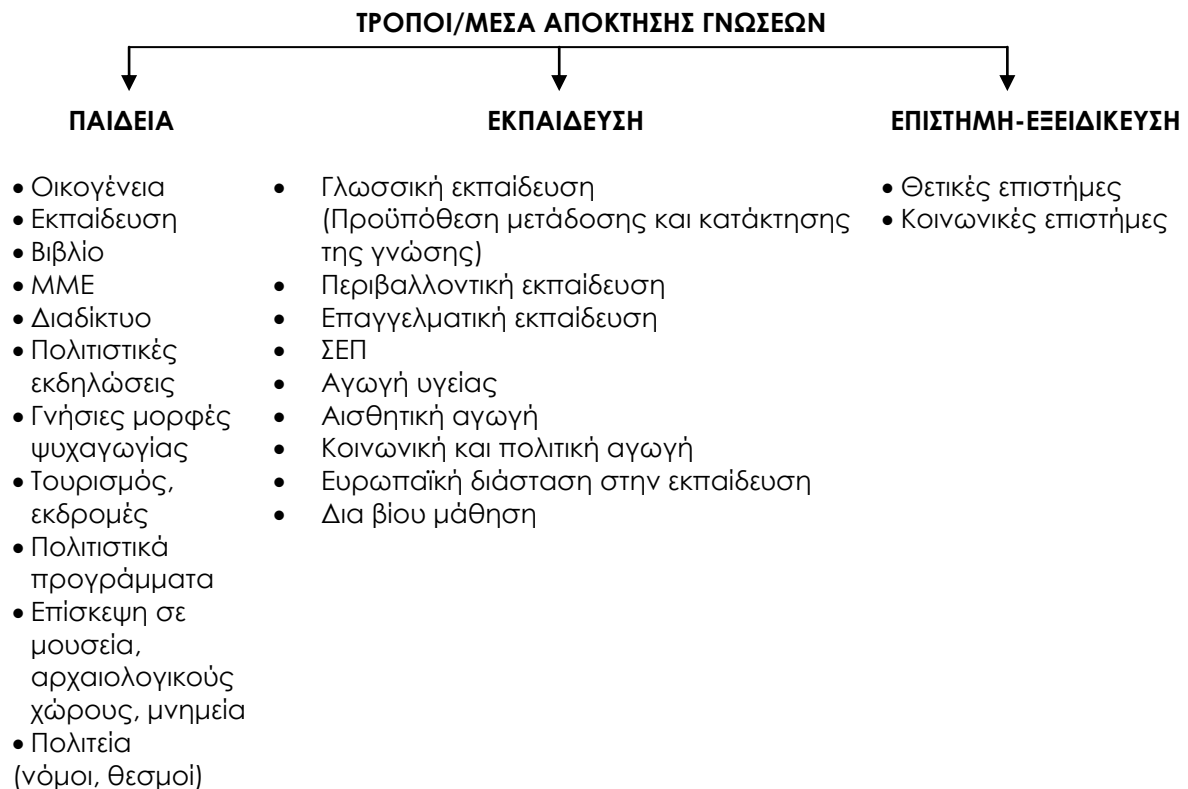 ΤΡΟΠΟΙ/ΜΕΣΑ ΑΠΟΚΤΗΣΗΣ ΓΝΩΣΕΩΝ
ΠΑΙΔΕΙΑ
• Οικογένεια
• Εκπαίδευση
• Βιβλίο
• ΜΜΕ
• Διαδίκτυο
• Πολιτιστικές
εκδηλώσεις
• Γνήσιες μορφές
ψυχαγωγίας
• Τουρισμός,
εκδρομές
• Πολιτιστικά
προγράμματα
• Επίσκεψη σε
μουσεία,
αρχαιολογικούς
χώρους, μνημεία
• Πολιτεία
(νόμοι, θεσμοί)
ΕΚΠΑΙΔΕΥΣΗ
• Γλωσσική εκπαίδευση
(Προϋπόθεση μετάδοσης και κατάκτησης
της γνώσης)
• Περιβαλλοντική εκπαίδευση
• Επαγγελματική εκπαίδευση
• ΣΕΠ
• Αγωγή υγείας
• Αισθητική αγωγή
• Κοινωνική και πολιτική αγωγή
• Ευρωπαϊκή διάσταση στην εκπαίδευση
• Δια βίου μάθηση
ΕΠΙΣΤΗΜΗ-ΕΞΕΙΔΙΚΕΥΣΗ
• Θετικές επιστήμες
• Κοινωνικές επιστήμες